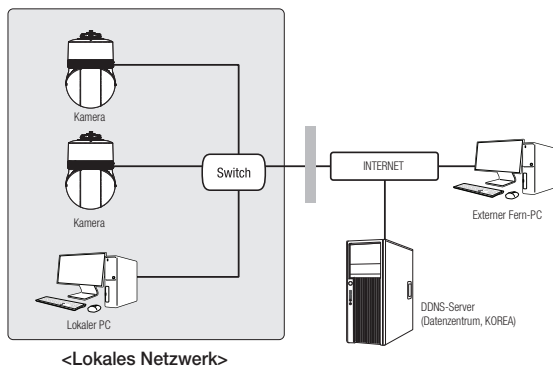 Kamera
Kamera
Switch
INTERNET
Externer Fern-PC
Lokaler PC
DDNS-Server
(Datenzentrum, KOREA)
<Lokales Netzwerk>